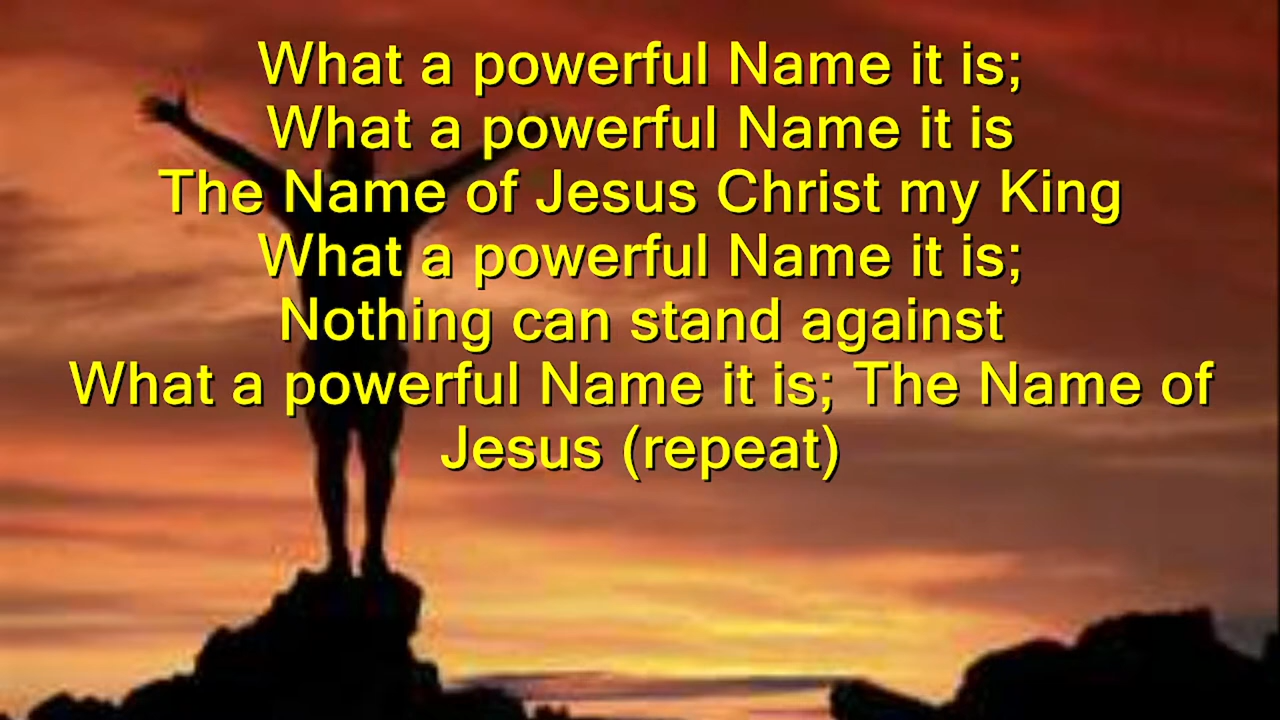 What a powerful Name it is;
What a powerful Name it is
The Name of Jesus Christ my King
What a powerful Name it is;
Nothing can stand against
What a powerful Name it is; The Name of
Jesus (repeat)